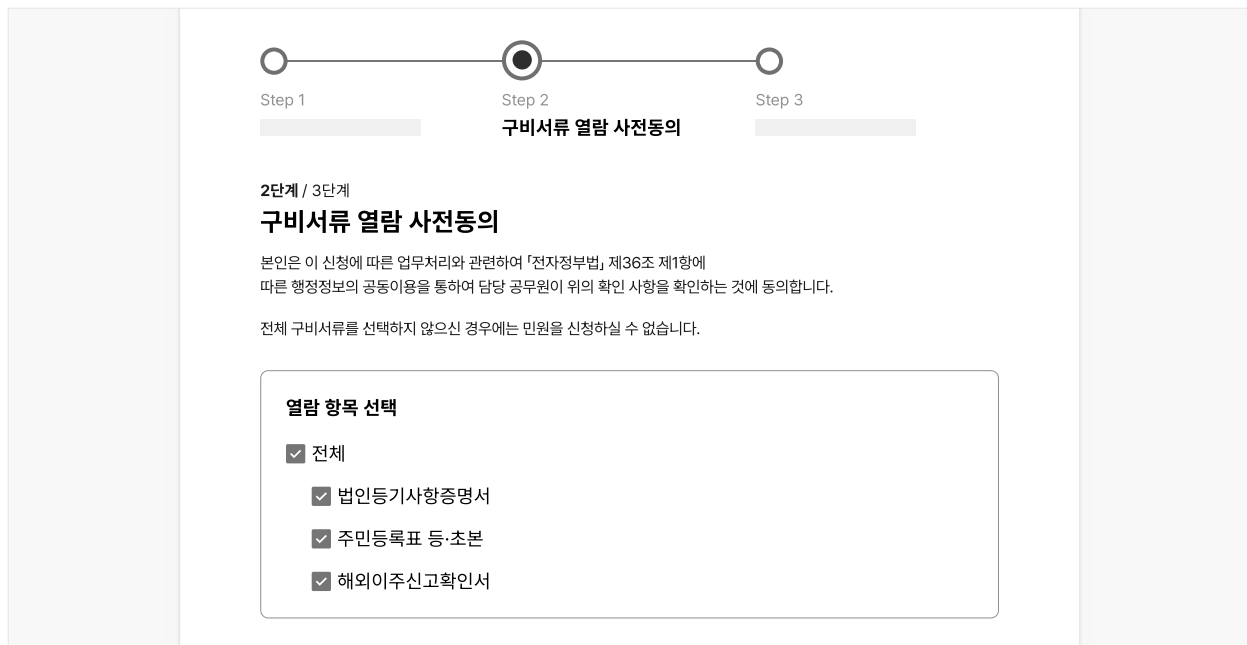 Step 1
Step 2
Step 3
구비서류 열람 사전동의
2단계 / 3단계
구비서류 열람 사전동의
본인은 이 신청에 따른 업무처리와 관련하여 「전자정부법」 제36조 제1항에
따른 행정정보의 공동이용을 통하여 담당 공무원이 위의 확인 사항을 확인하는 것에 동의합니다.
전체 구비서류를 선택하지 않으신 경우에는 민원을 신청하실 수 없습니다.
열람 항목 선택
전체
법인등기사항증명서
주민등록표 등·초본
해외이주신고확인서